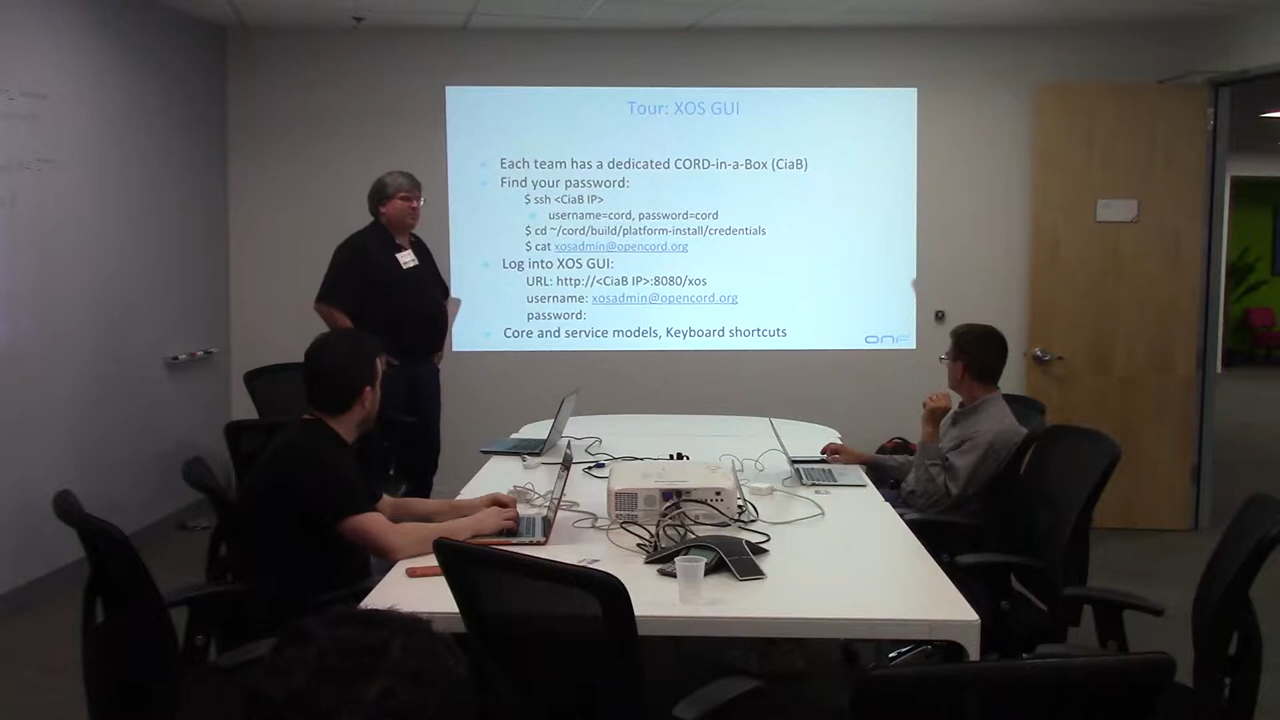 Tour: XOS GUI
Each team has a dedicated CORD-in-a-Box (CiaB)
Find your password:
$ ssh <CiaB IP>
username=cord, password=cord
$ cd ~/cord/build/platform-install/credentials
$ cat xosadmin@opencord.org
Log into XOS GUI:
URL: http://<CiaB IP>:8080/xos
username: xosadmin@opencord.org
password:
Core and service models, Keyboard shortcuts
ONF